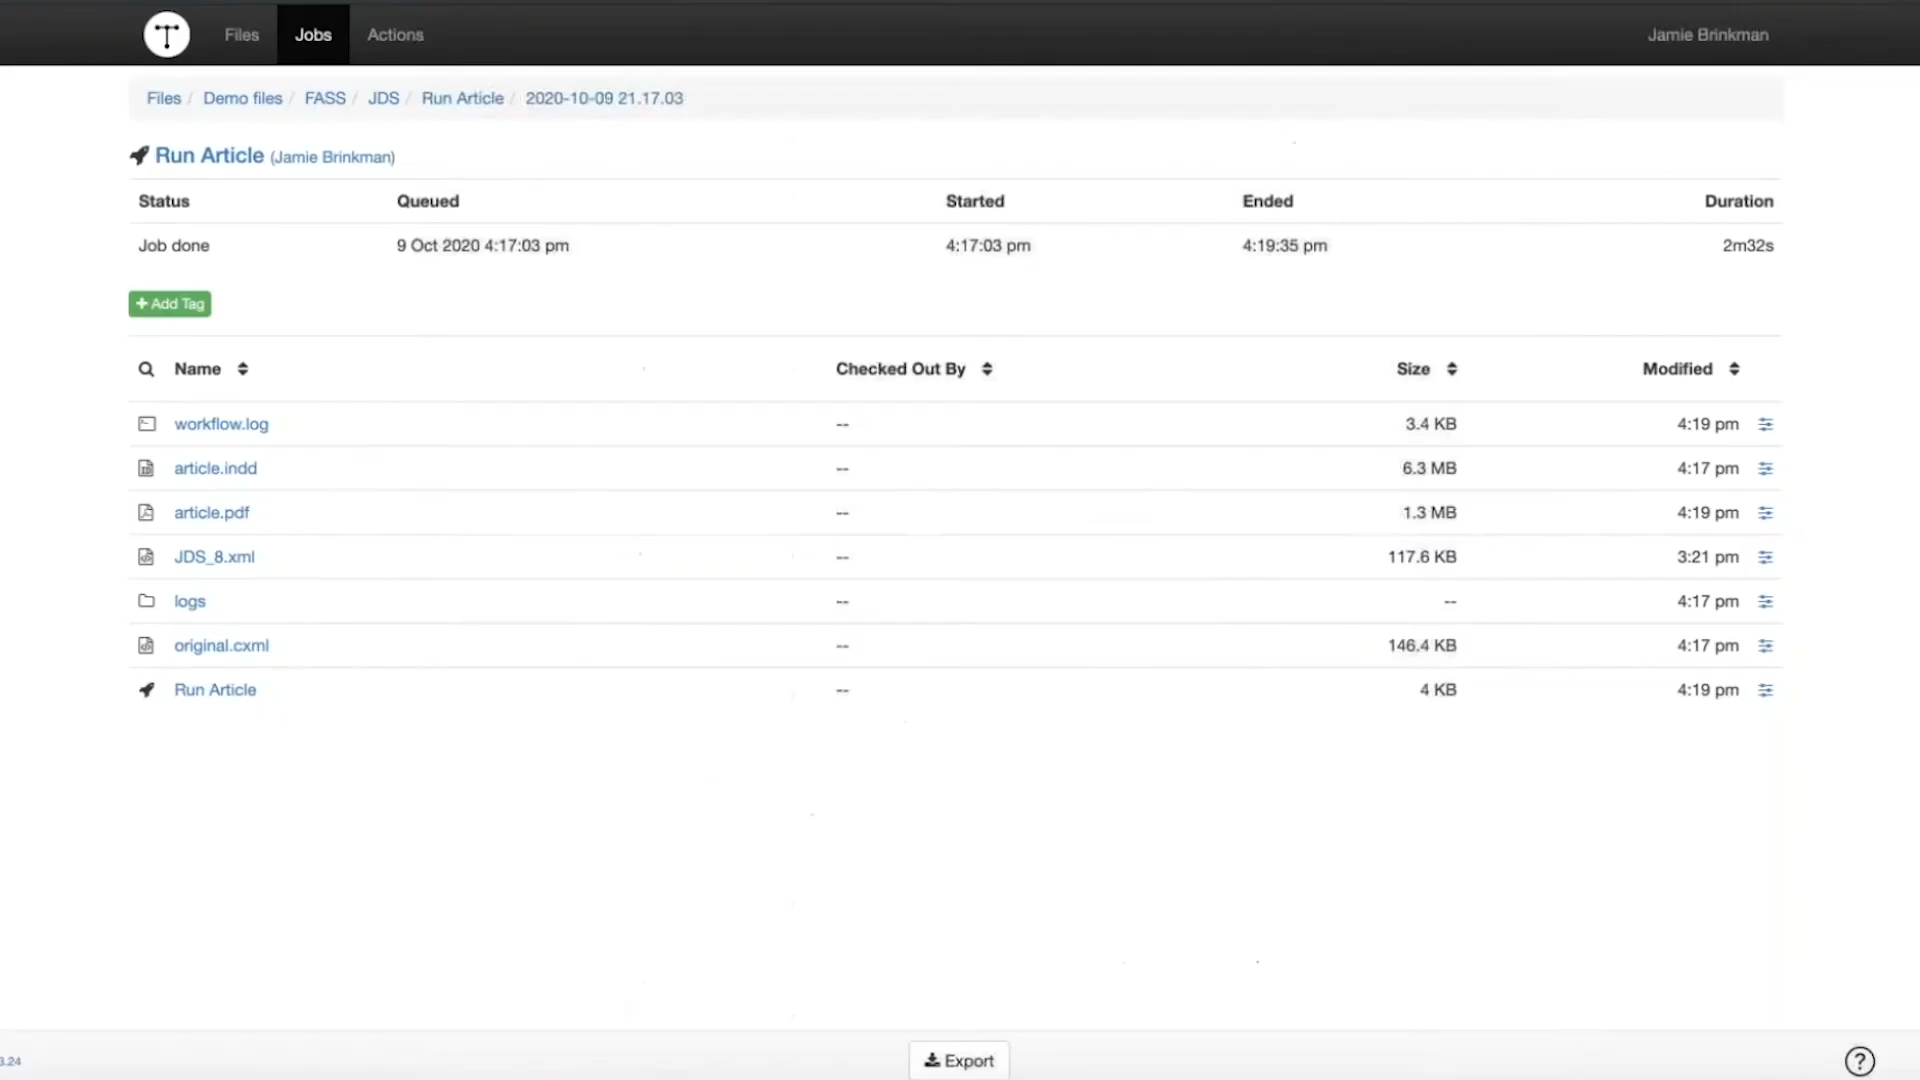 Files Jobs Actions Jamie Brinkman
Files / Demo files / FASS / JDS / Run Article / 2020-10-09 21.17.03
Run Article (Jamie Brinkman)
Status Queued Started Ended Duration
Job done 9 Oct 2020 4:17:03 pm 4:17:03 pm 4:19:35 pm 2m32s
+ Add Tag
Name Checked Out By Size Modified
workflow.log -- 3.4 KB 4:19 pm
article.indd -- 6.3 MB 4:17 pm
article.pdf -- 1.3 MB 4:19 pm
JDS_8.xml -- 117.6 KB 3:21 pm
logs -- -- 4:17 pm
original.cxml -- 146.4 KB 4:17 pm
Run Article -- 4 KB 4:19 pm
3.24 Export ?